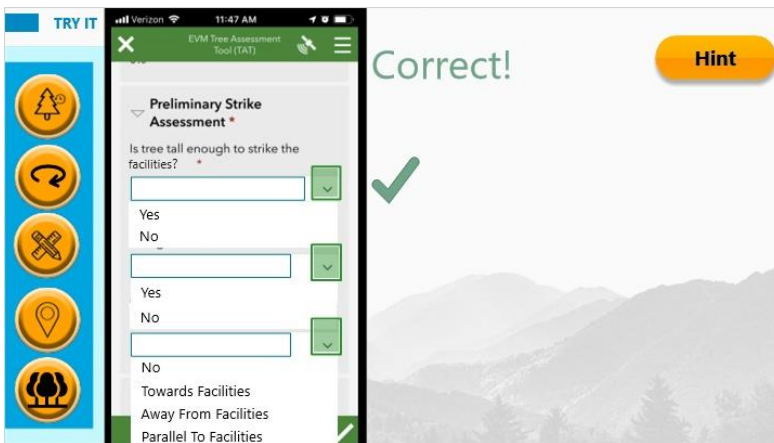 TRY IT
Verizon 11:47 AM
EVM Tree Assessment
Tool (TAT)
Preliminary Strike
Assessment *
Is tree tall enough to strike the
facilities? *
Yes
No
Yes
No
No
Towards Facilities
Away From Facilities
Parallel To Facilities
Correct!
Hint